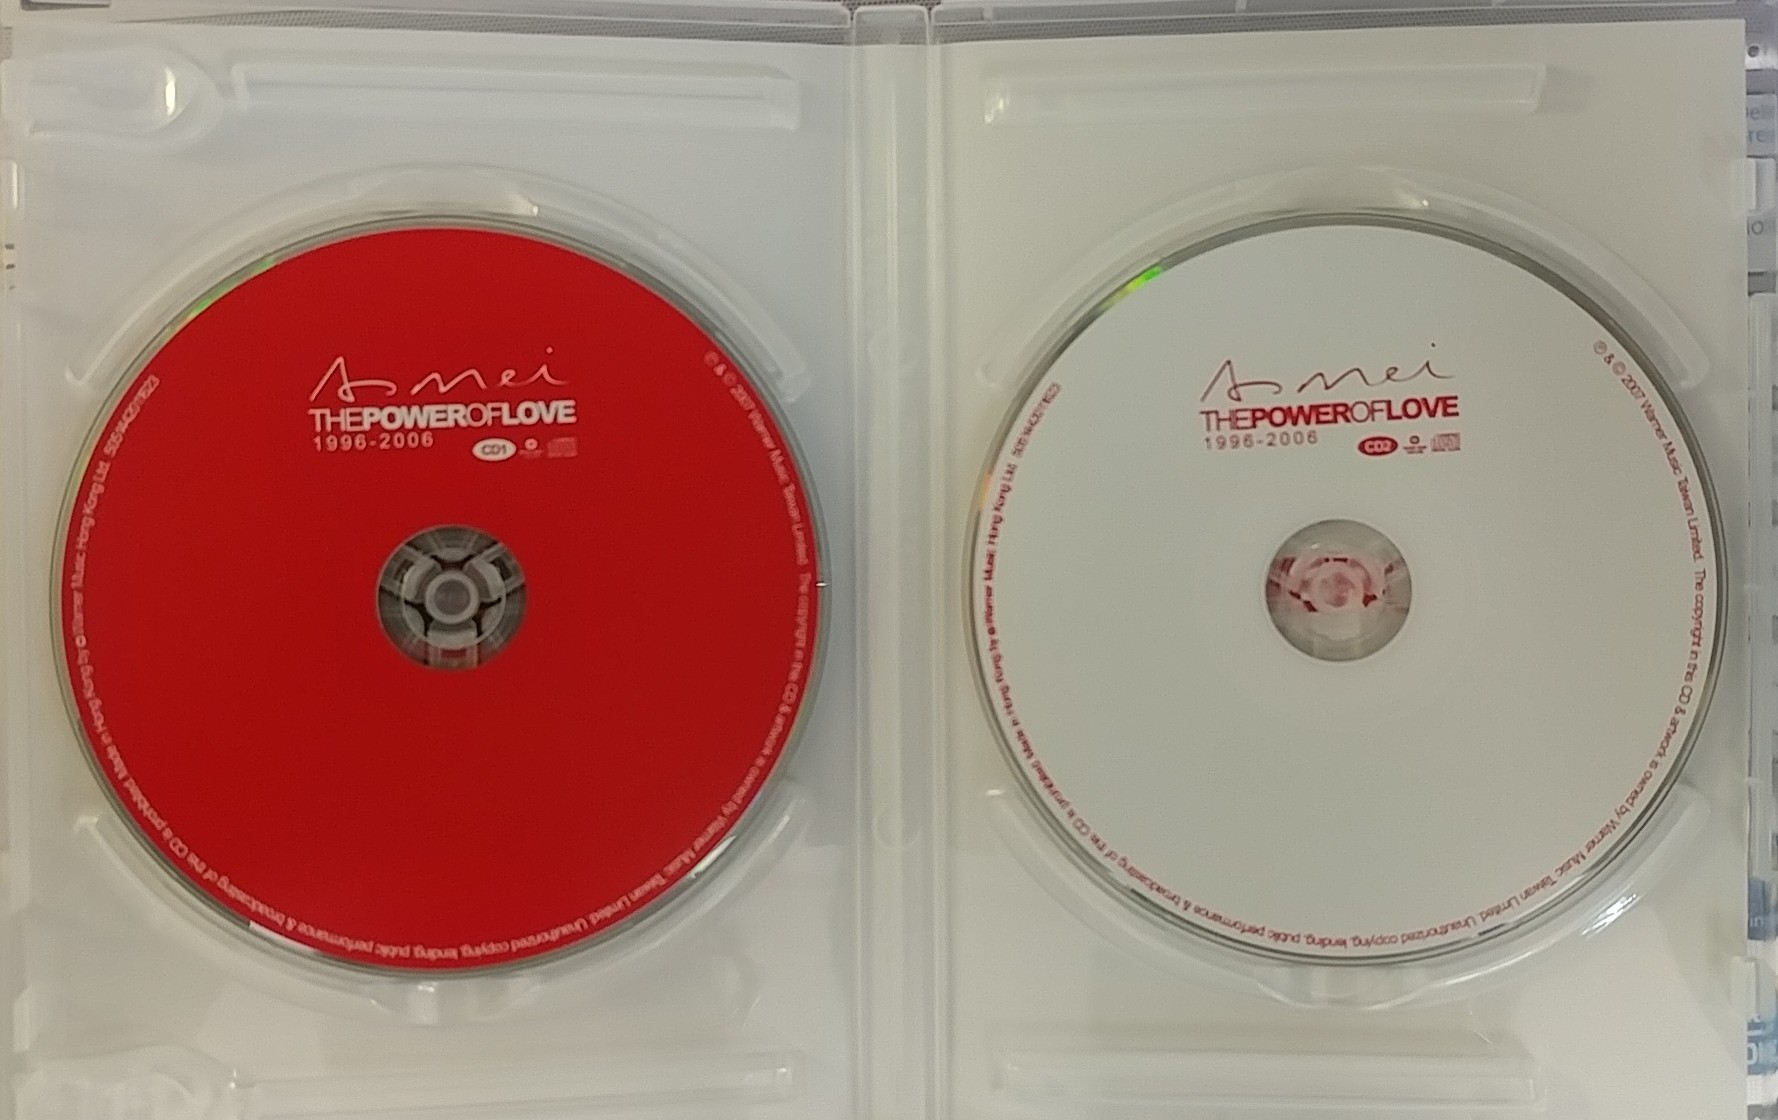 A mei
THEPOWEROFLOVE
1996-2006
CD1
℗ & © 2007 Warner Music Taiwan Limited. The copyright in this CD & artwork is owned by Warner Music Taiwan Limited. Unauthorized copying, lending, public performance & broadcasting of this CD is prohibited. Made in Hong Kong by Warner Music Hong Kong Ltd.
A mei
THEPOWEROFLOVE
1996-2006
CD2
℗ & © 2007 Warner Music Taiwan Limited. The copyright in this CD & artwork is owned by Warner Music Taiwan Limited. Unauthorized copying, lending, public performance & broadcasting of this CD is prohibited. Made in Hong Kong by Warner Music Hong Kong Ltd.